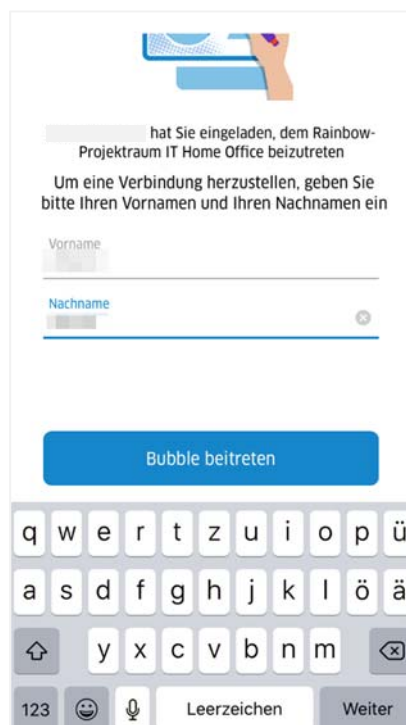 hat Sie eingeladen, dem Rainbow-
Projektraum IT Home Office beizutreten
Um eine Verbindung herzustellen, geben Sie
bitte Ihren Vornamen und Ihren Nachnamen ein
Vorname
Nachname
Bubble beitreten
q w e r t z u i o p ü
a s d f g h j k l ö ä
y x c v b n m
123 Leerzeichen Weiter